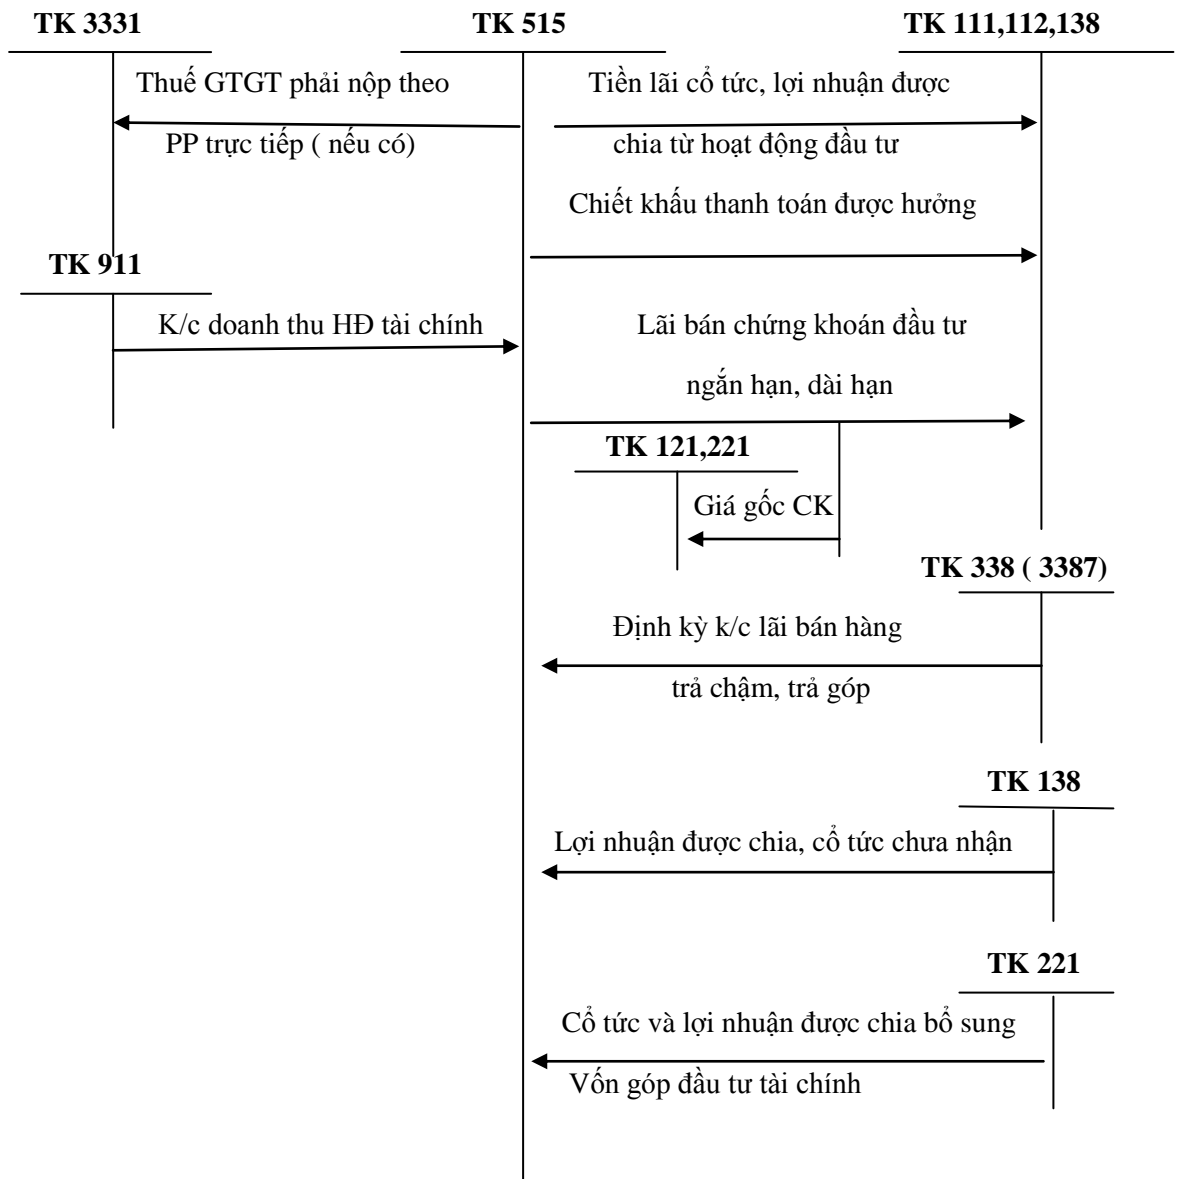 TK 3331
TK 515
TK 111,112,138
Thuế GTGT phải nộp theo
PP trực tiếp ( nếu có)
Tiền lãi cổ tức, lợi nhuận được
chia từ hoạt động đầu tư
Chiết khấu thanh toán được hưởng
TK 911
K/c doanh thu HĐ tài chính
Lãi bán chứng khoán đầu tư
ngắn hạn, dài hạn
TK 121,221
Giá gốc CK
TK 338 ( 3387)
Định kỳ k/c lãi bán hàng
trả chậm, trả góp
TK 138
Lợi nhuận được chia, cổ tức chưa nhận
TK 221
Cổ tức và lợi nhuận được chia bổ sung
Vốn góp đầu tư tài chính